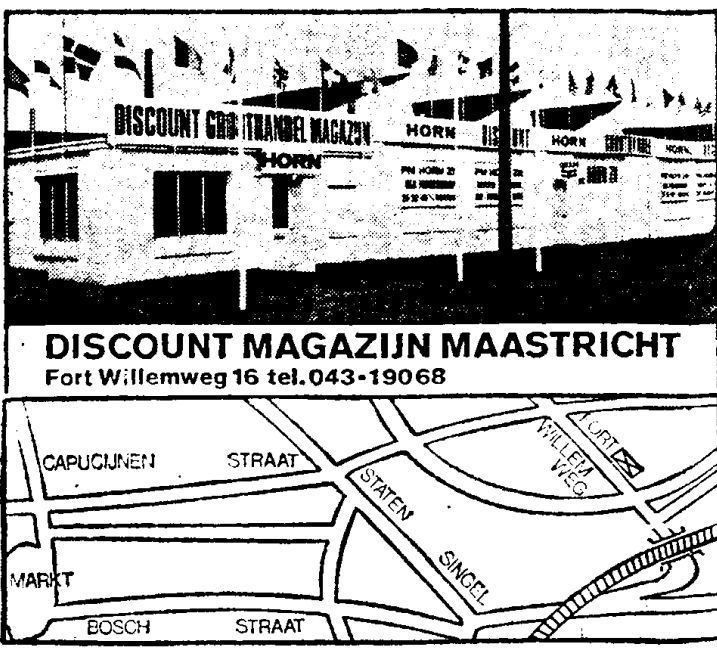 DISCOUNT GROOTHANDEL MAGAZIJN
HORN
HORN
DISCOUNT
HORN
HORN
DISCOUNT MAGAZIJN MAASTRICHT
Fort Willemweg 16 tel.043-19068
CAPUCIJNEN STRAAT
STATEN
SINGEL
FORT
WILLEM
WEG
MARKT
BOSCH STRAAT